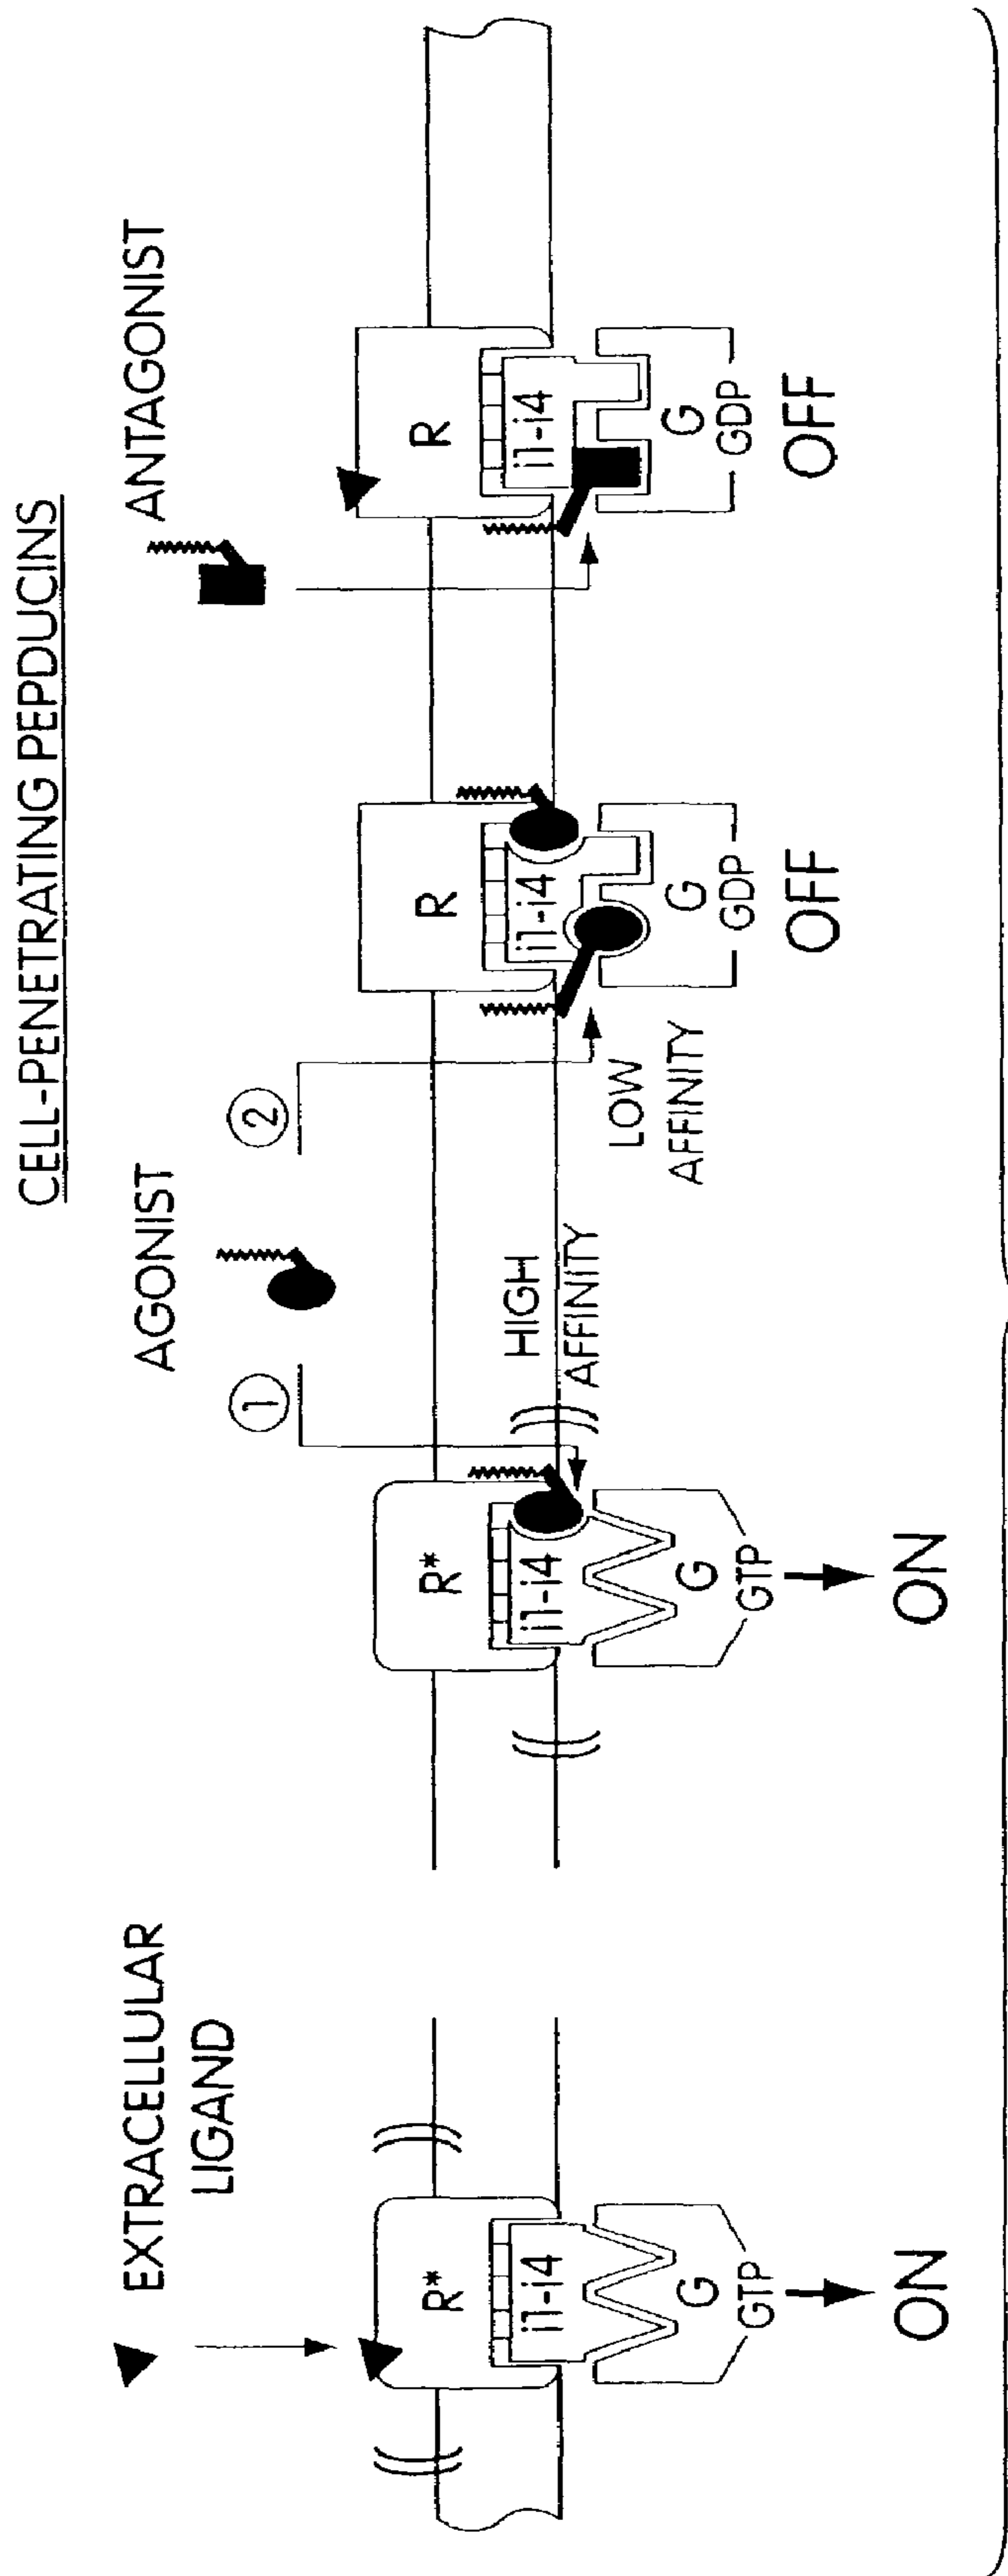 CELL-PENETRATING PEPDUCINS
EXTRACELLULAR
LIGAND
AGONIST
ANTAGONIST
1
2
R*
i1-i4
G
GTP
ON
R*
i1-i4
G
GTP
ON
HIGH
AFFINITY
LOW
AFFINITY
R
i1-i4
G
GDP
OFF
R
i1-i4
G
GDP
OFF